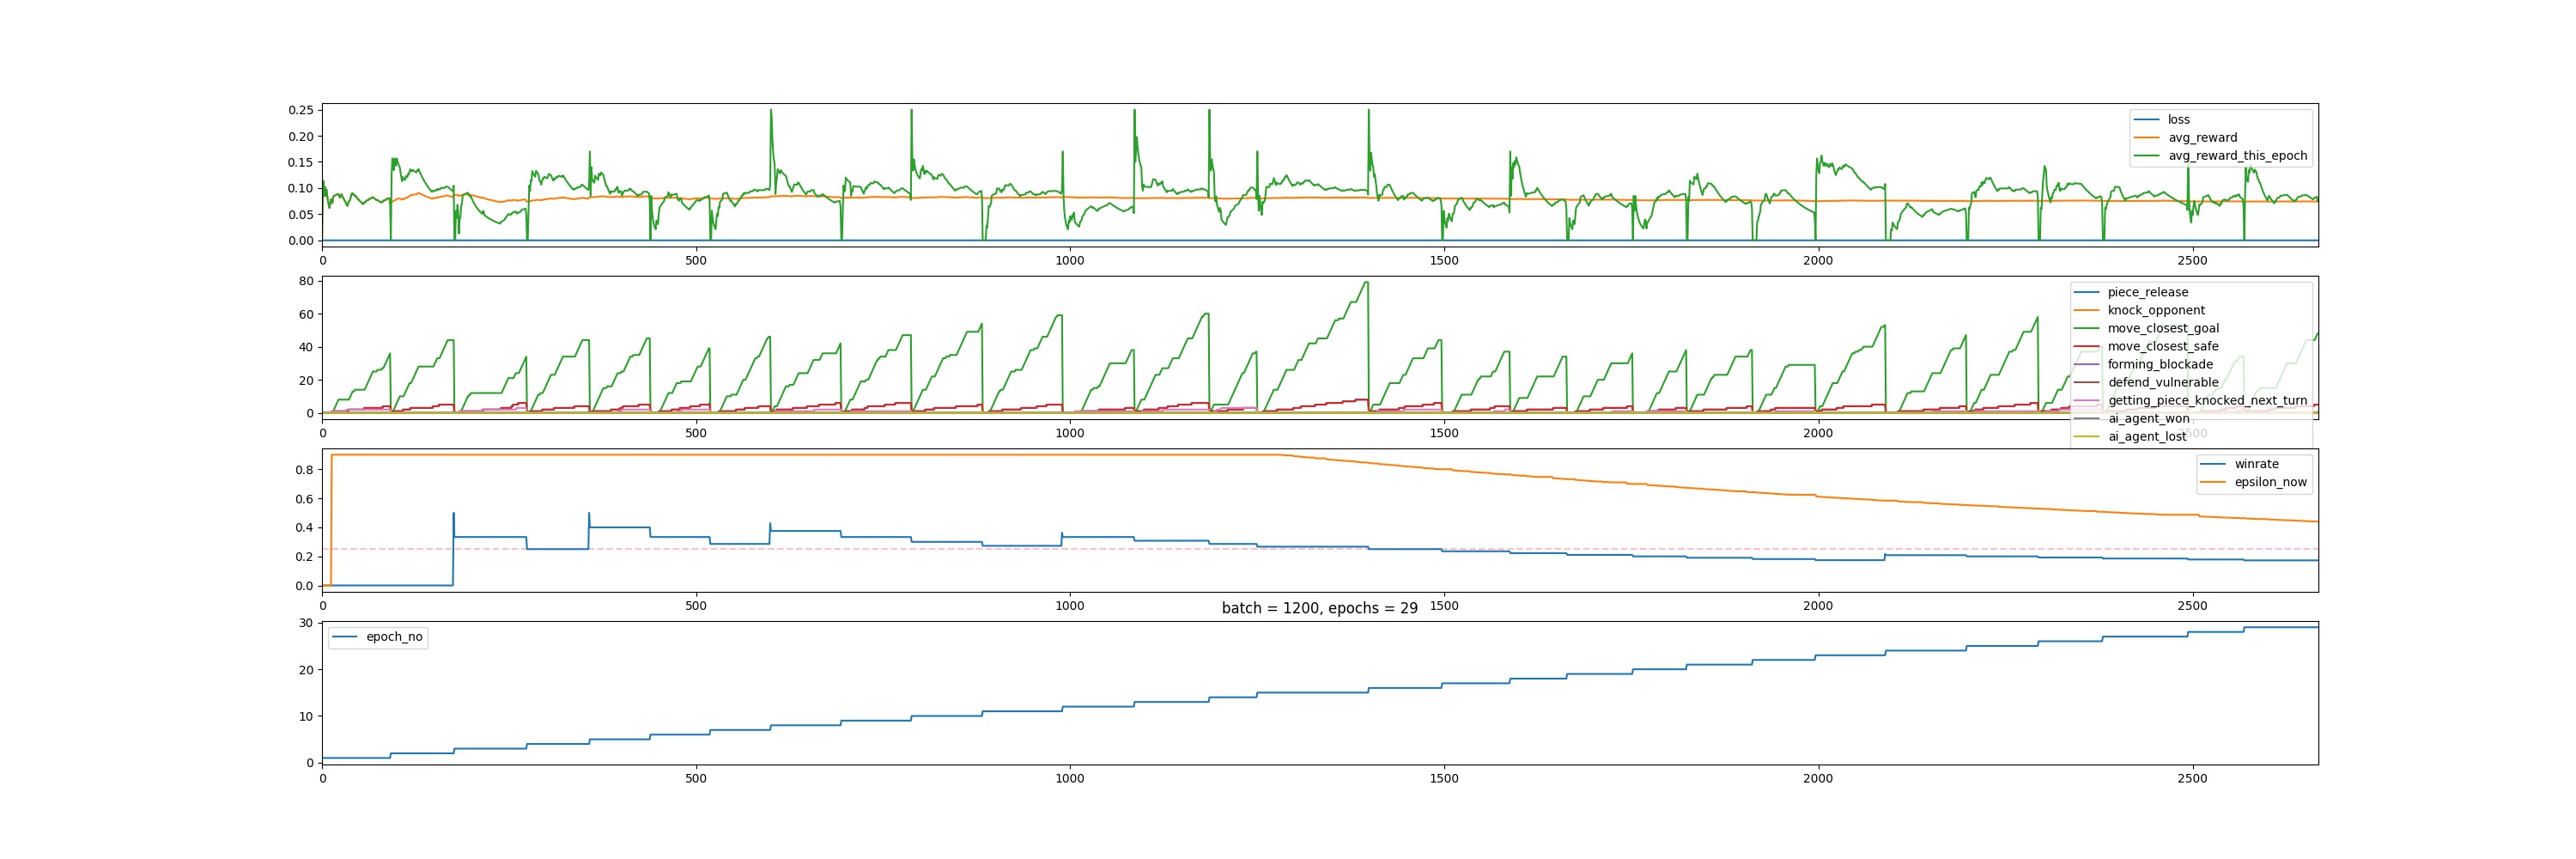 0.25
0.20
0.15
0.10
0.05
0.00
loss
avg_reward
avg_reward_this_epoch
0 500 1000 1500 2000 2500
80
60
40
20
0
piece_release
knock_opponent
move_closest_goal
move_closest_safe
forming_blockade
defend_vulnerable
getting_piece_knocked_next_turn
ai_agent_won
ai_agent_lost
0 500 1000 1500 2000 2500
0.8
0.6
0.4
0.2
0.0
winrate
epsilon_now
0 500 1000 1500 2000 2500
batch = 1200, epochs = 29
30
20
10
0
epoch_no
0 500 1000 1500 2000 2500